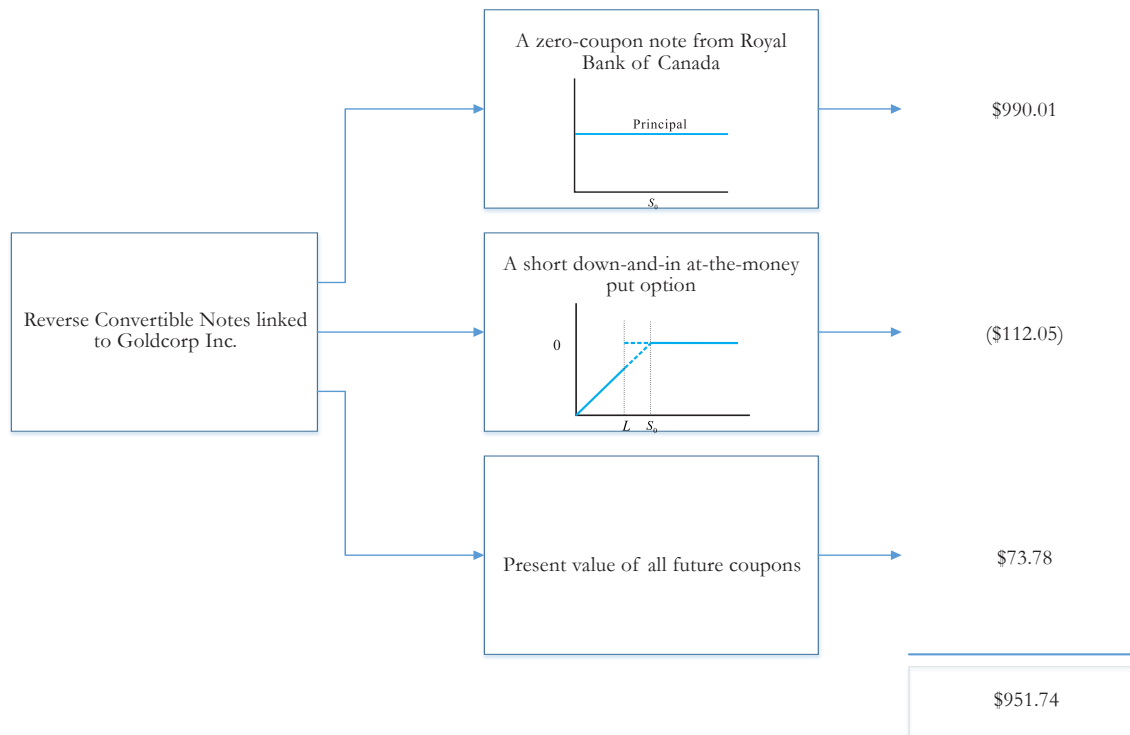 A zero-coupon note from Royal
Bank of Canada
Principal
S₀
$990.01
Reverse Convertible Notes linked
to Goldcorp Inc.
A short down-and-in at-the-money
put option
0
L S₀
($112.05)
Present value of all future coupons
$73.78
$951.74